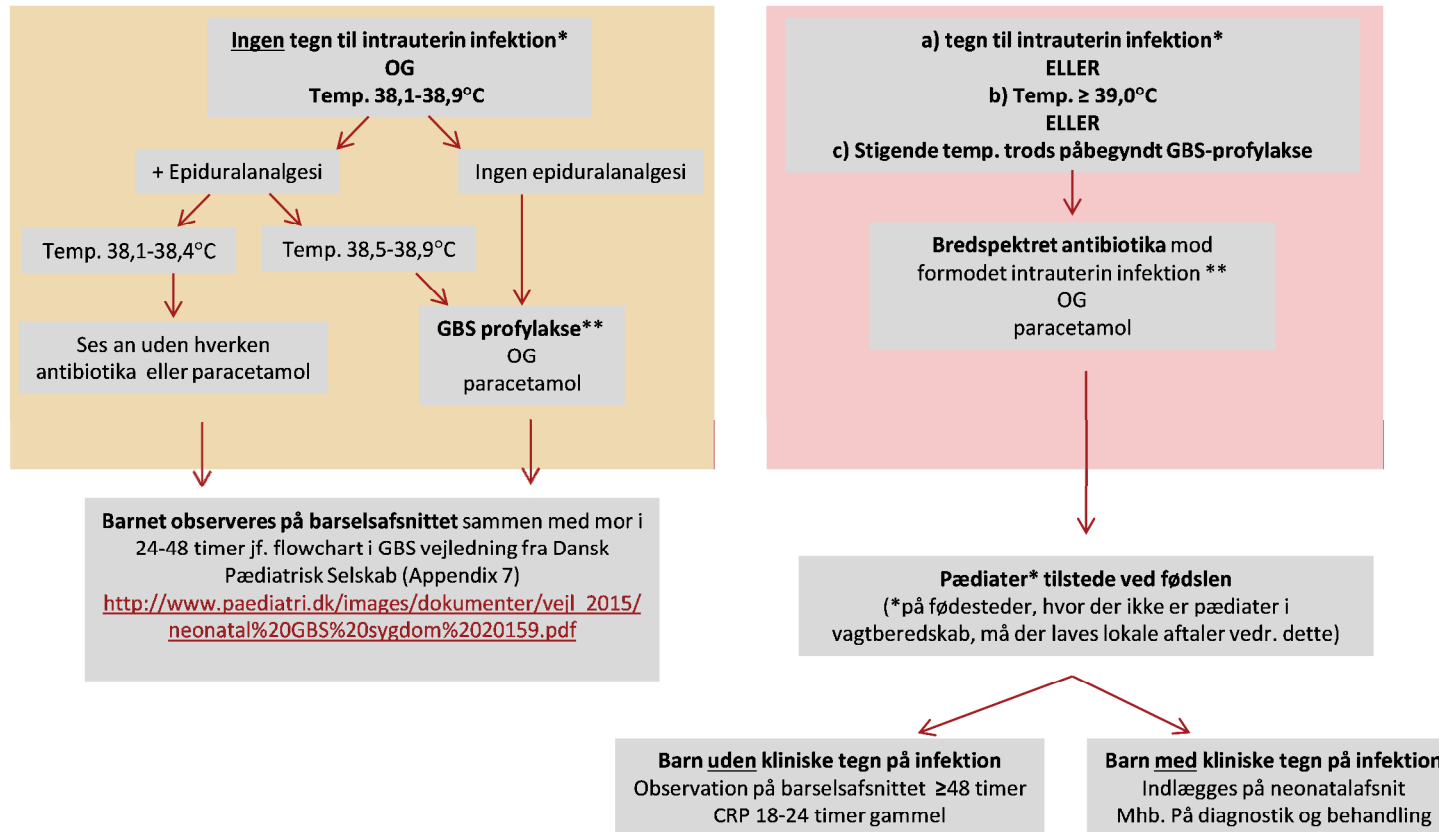 Ingen tegn til intrauterin infektion*
OG
Temp. 38,1-38,9°C
+ Epiduralanalgesi
Ingen epiduralanalgesi
Temp. 38,1-38,4°C
Temp. 38,5-38,9°C
Ses an uden hverken
antibiotika eller paracetamol
GBS profylakse**
OG
paracetamol
Barnet observeres på barselsafsnittet sammen med mor i
24-48 timer jf. flowchart i GBS vejledning fra Dansk
Pædiatrisk Selskab (Appendix 7)
http://www.paediatri.dk/images/dokumenter/vejl_2015/
neonatal%20GBS%20sygdom%2020159.pdf
a) tegn til intrauterin infektion*
ELLER
b) Temp. ≥ 39,0°C
ELLER
c) Stigende temp. trods påbegyndt GBS-profylakse
Bredspektret antibiotika mod
formodet intrauterin infektion **
OG
paracetamol
Pædiater* tilstede ved fødslen
(*på fødesteder, hvor der ikke er pædiater i
vagtberedskab, må der laves lokale aftaler vedr. dette)
Barn uden kliniske tegn på infektion
Observation på barselsafsnittet ≥48 timer
CRP 18-24 timer gammel
Barn med kliniske tegn på infektion
Indlægges på neonatalafsnit
Mhb. På diagnostik og behandling